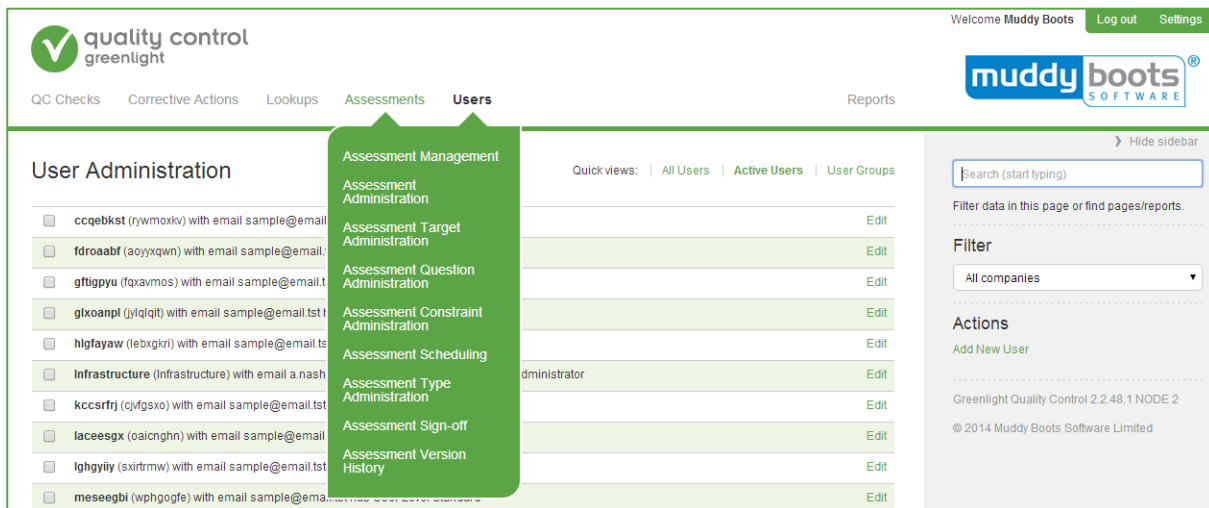 Welcome Muddy Boots Log out Settings
quality control
greenlight
muddy boots ®
SOFTWARE
QC Checks Corrective Actions Lookups Assessments Users Reports
Hide sidebar
User Administration
Quick views: | All Users | Active Users | User Groups
Search (start typing)
Filter data in this page or find pages/reports.
Filter
All companies
Actions
Add New User
Greenlight Quality Control 2.2.48.1 NODE 2
© 2014 Muddy Boots Software Limited
Assessment Management
Assessment
Administration
Assessment Target
Administration
Assessment Question
Administration
Assessment Constraint
Administration
Assessment Scheduling
Assessment Type
Administration
Assessment Sign-off
Assessment Version
History
ccqebkst (rywmoxkv) with email sample@email Edit
fdroaabf (aoyyxqwn) with email sample@email. Edit
gftigpyu (fqxavmos) with email sample@email.t Edit
glxoanpl (jylqlqit) with email sample@email.tst Edit
hlgfayaw (lebxgkri) with email sample@email.ts Edit
Infrastructure (Infrastructure) with email a.nash dministrator Edit
kccsrfrj (cjvfgsxo) with email sample@email.tst Edit
laceesgx (oaicnghn) with email sample@email Edit
lghgyiiy (sxirtrmw) with email sample@email.tst Edit
meseegbi (wphgogfe) with email sample@ema Edit